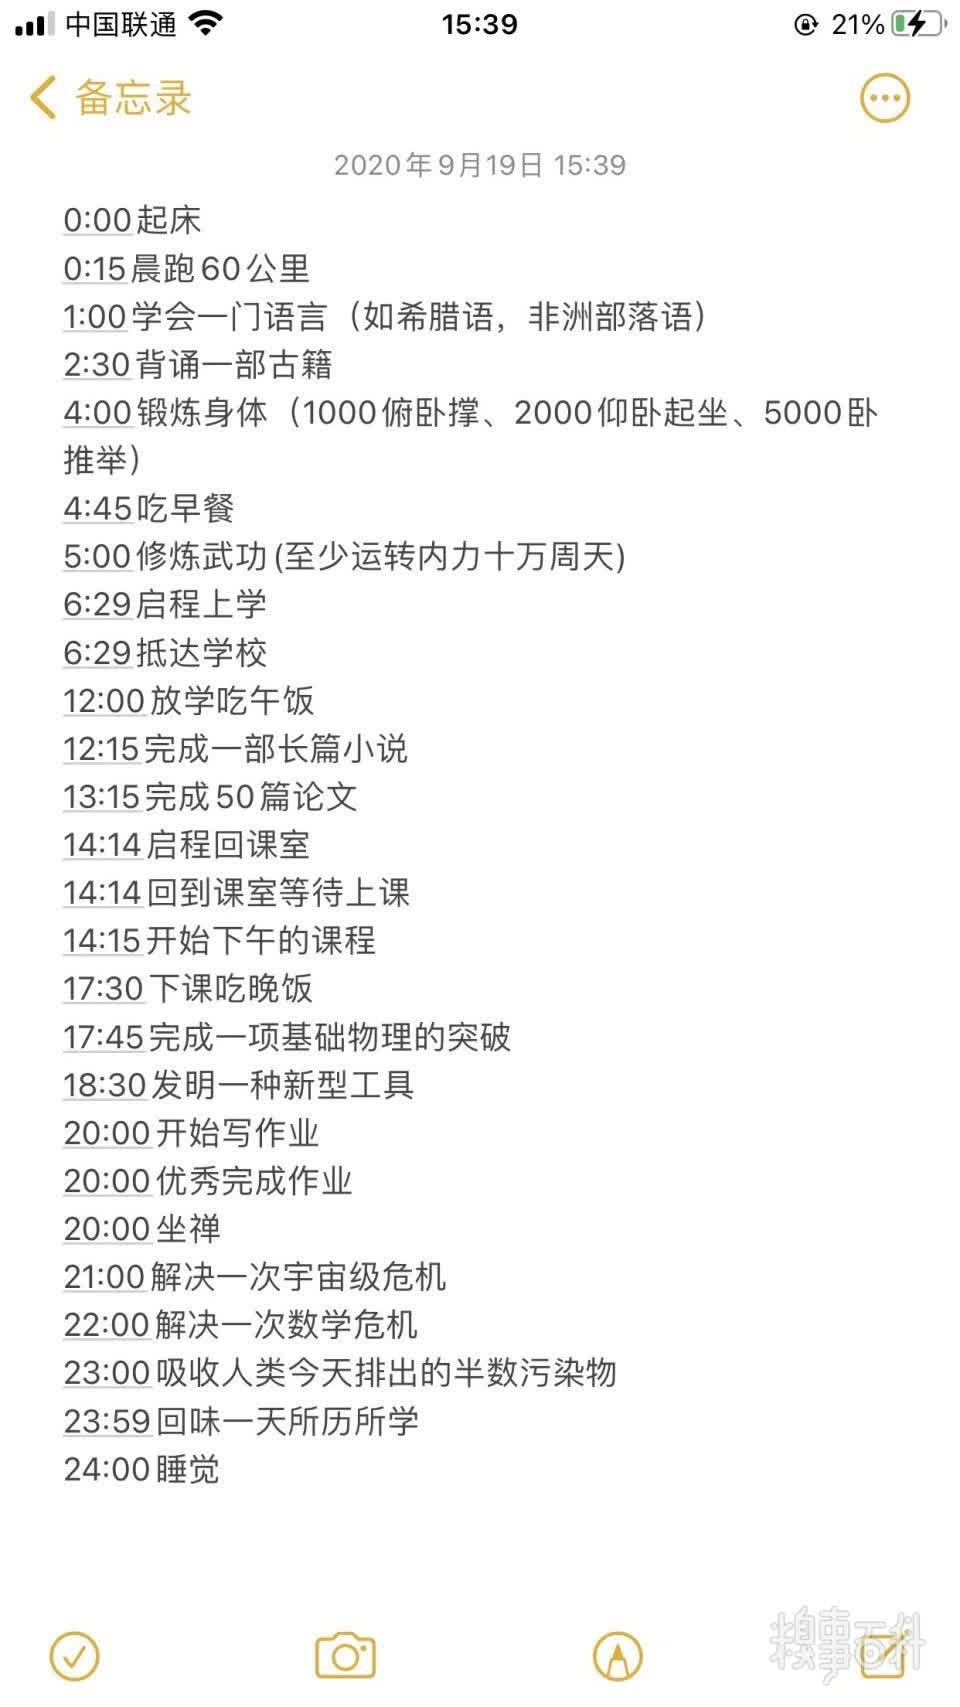 中国联通 15:39 21%
备忘录
2020年9月19日 15:39
0:00起床
0:15晨跑60公里
1:00学会一门语言（如希腊语，非洲部落语）
2:30背诵一部古籍
4:00锻炼身体（1000俯卧撑、2000仰卧起坐、5000卧
推举）
4:45吃早餐
5:00修炼武功(至少运转内力十万周天)
6:29启程上学
6:29抵达学校
12:00放学吃午饭
12:15完成一部长篇小说
13:15完成50篇论文
14:14启程回课室
14:14回到课室等待上课
14:15开始下午的课程
17:30下课吃晚饭
17:45完成一项基础物理的突破
18:30发明一种新型工具
20:00开始写作业
20:00优秀完成作业
20:00坐禅
21:00解决一次宇宙级危机
22:00解决一次数学危机
23:00吸收人类今天排出的半数污染物
23:59回味一天所历所学
24:00睡觉
糗事百科